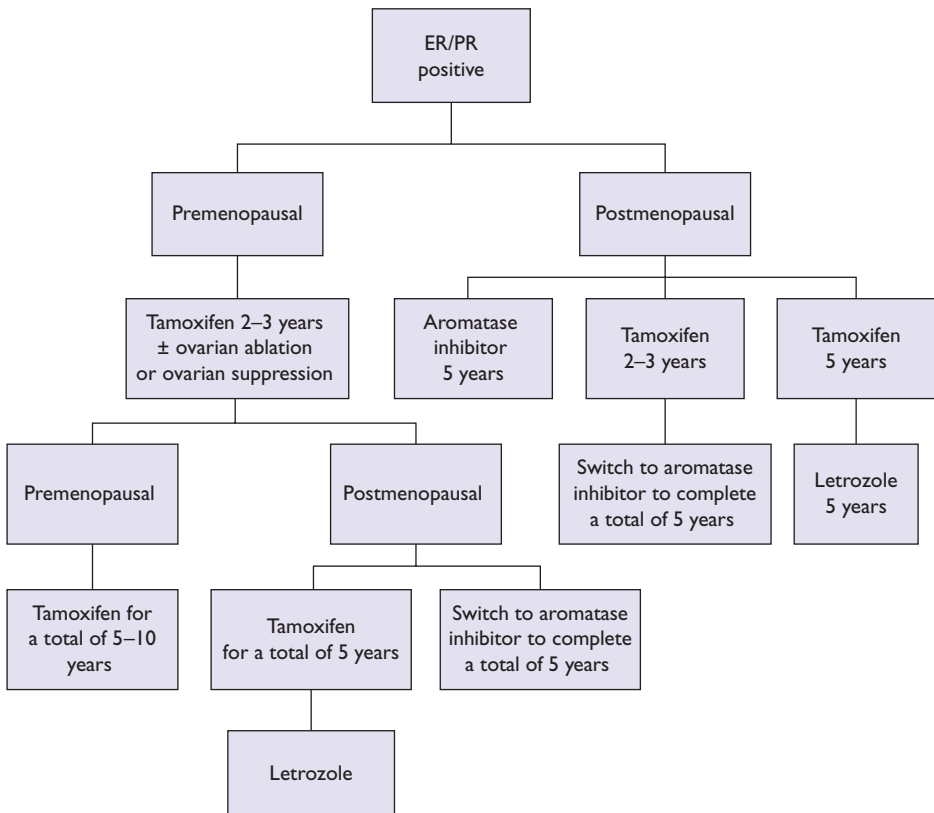 ER/PR
positive
Premenopausal
Postmenopausal
Tamoxifen 2–3 years
± ovarian ablation
or ovarian suppression
Aromatase
inhibitor
5 years
Tamoxifen
2–3 years
Tamoxifen
5 years
Premenopausal
Postmenopausal
Switch to aromatase
inhibitor to complete
a total of 5 years
Letrozole
5 years
Tamoxifen for
a total of 5–10
years
Tamoxifen
for a total of 5 years
Switch to aromatase
inhibitor to complete
a total of 5 years
Letrozole